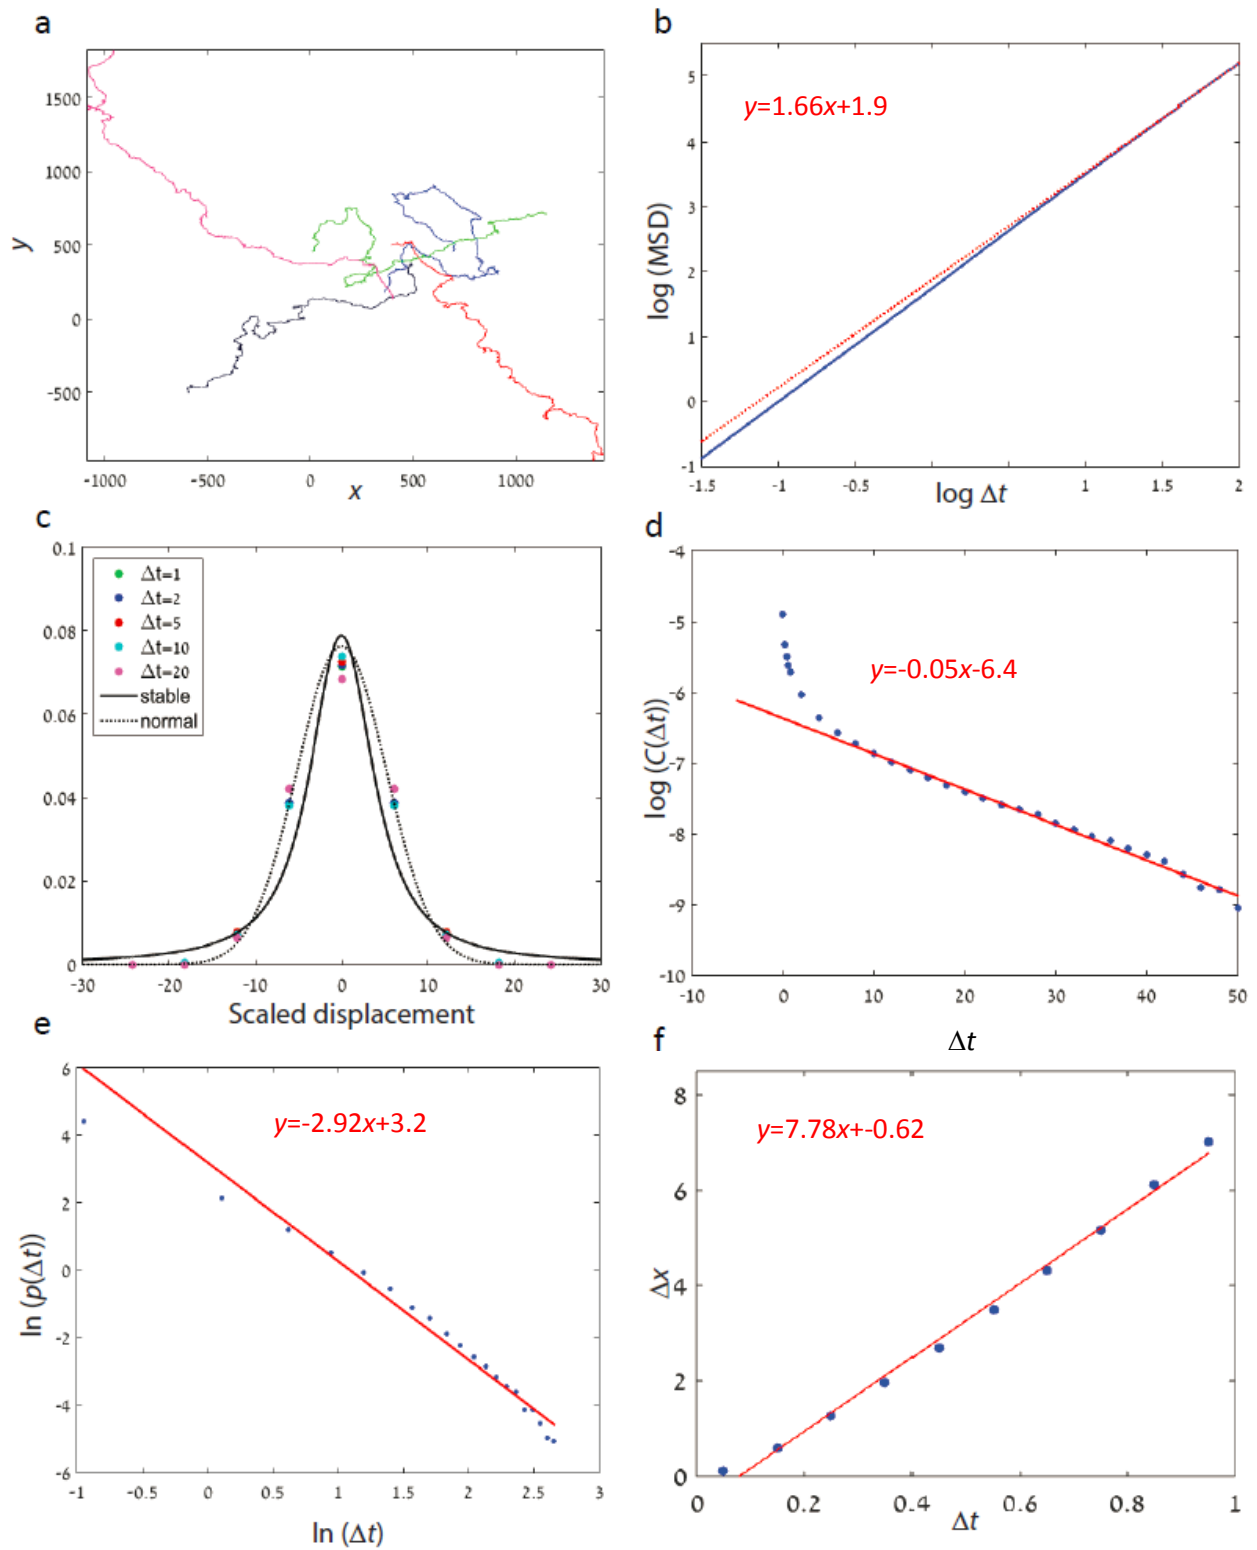 a
1500
1000
500
0
-500
y
-1000
-500
0
500
1000
x
b
y=1.66x+1.9
5
4
3
2
1
0
-1
log (MSD)
-1.5
-1
-0.5
1
1.5
2
log Δt
c
0.1
0.08
0.06
0.04
0.02
0
Δt=1
Δt=2
Δt=5
Δt=10
Δt=20
stable
normal
-30
-20
-10
0
10
20
30
Scaled displacement
d
-4
-5
-6
-7
-8
-9
-10
log (C(Δt))
y=-0.05x-6.4
-10
0
10
20
30
40
50
Δt
e
6
4
2
0
-2
-4
-6
ln (p(Δt))
y=-2.92x+3.2
-1
-0.5
0
0.5
1
1.5
2
2.5
3
ln (Δt)
f
8
6
4
2
0
Δx
y=7.78x+-0.62
0
0.2
0.4
0.6
0.8
1
Δt